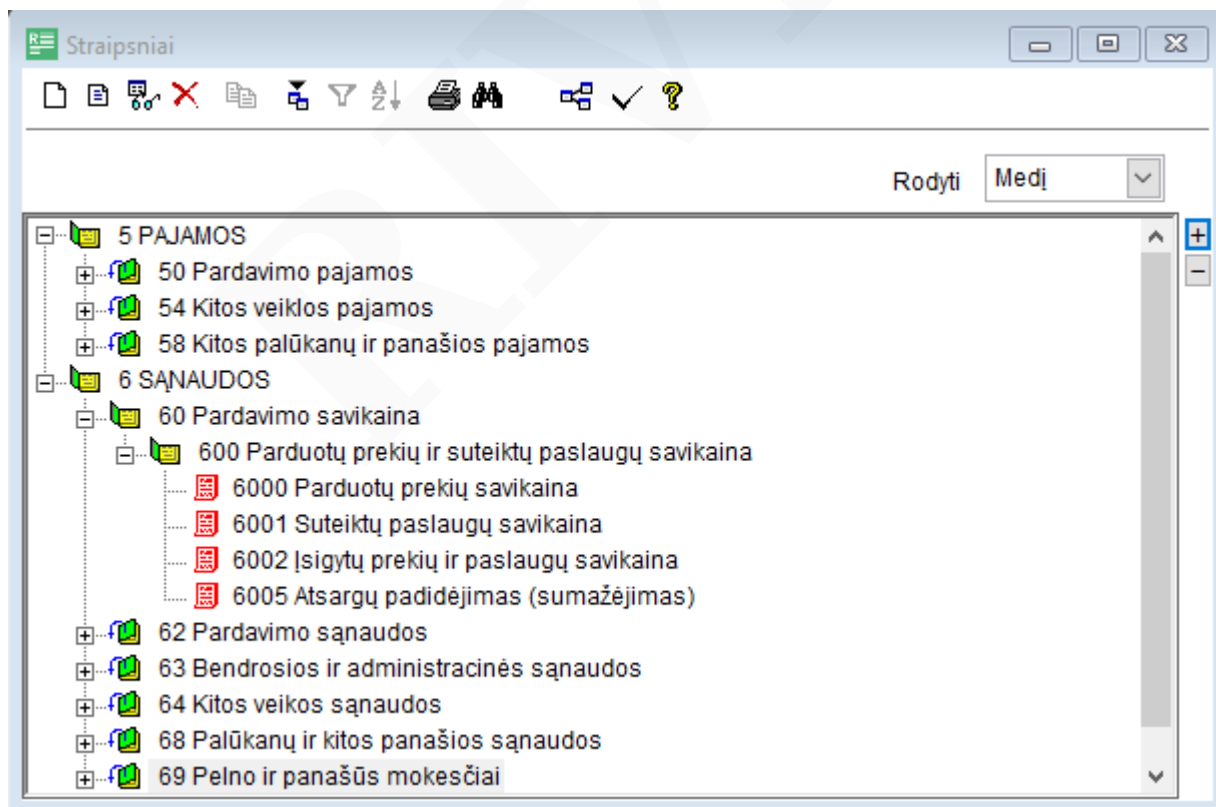 Straipsniai
Rodyti Medį
5 PAJAMOS
50 Pardavimo pajamos
54 Kitos veiklos pajamos
58 Kitos palūkanų ir panašios pajamos
6 SĄNAUDOS
60 Pardavimo savikaina
600 Parduotų prekių ir suteiktų paslaugų savikaina
6000 Parduotų prekių savikaina
6001 Suteiktų paslaugų savikaina
6002 Įsigytų prekių ir paslaugų savikaina
6005 Atsargų padidėjimas (sumažėjimas)
62 Pardavimo sąnaudos
63 Bendrosios ir administracinės sąnaudos
64 Kitos veikos sąnaudos
68 Palūkanų ir kitos panašios sąnaudos
69 Pelno ir panašūs mokesčiai